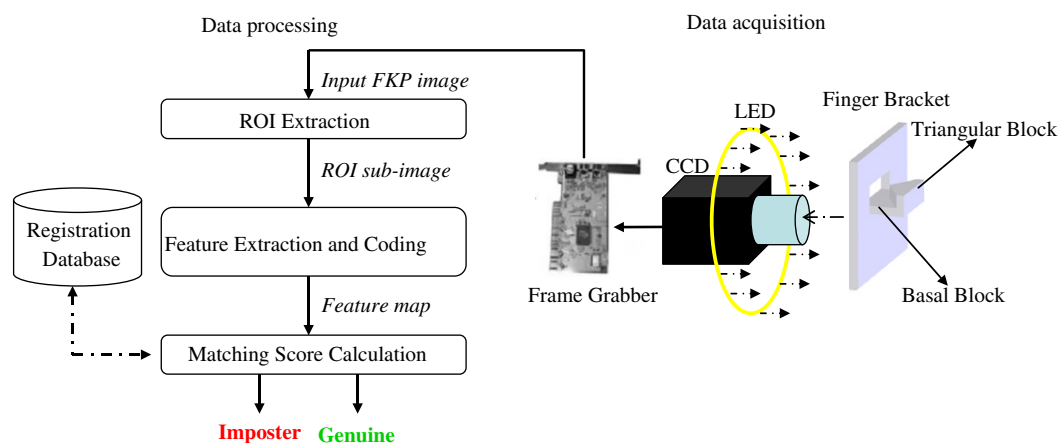 Data processing
Data acquisition
Input FKP image
ROI Extraction
ROI sub-image
Registration
Database
Feature Extraction and Coding
Feature map
Matching Score Calculation
Imposter
Genuine
Frame Grabber
CCD
LED
Finger Bracket
Triangular Block
Basal Block